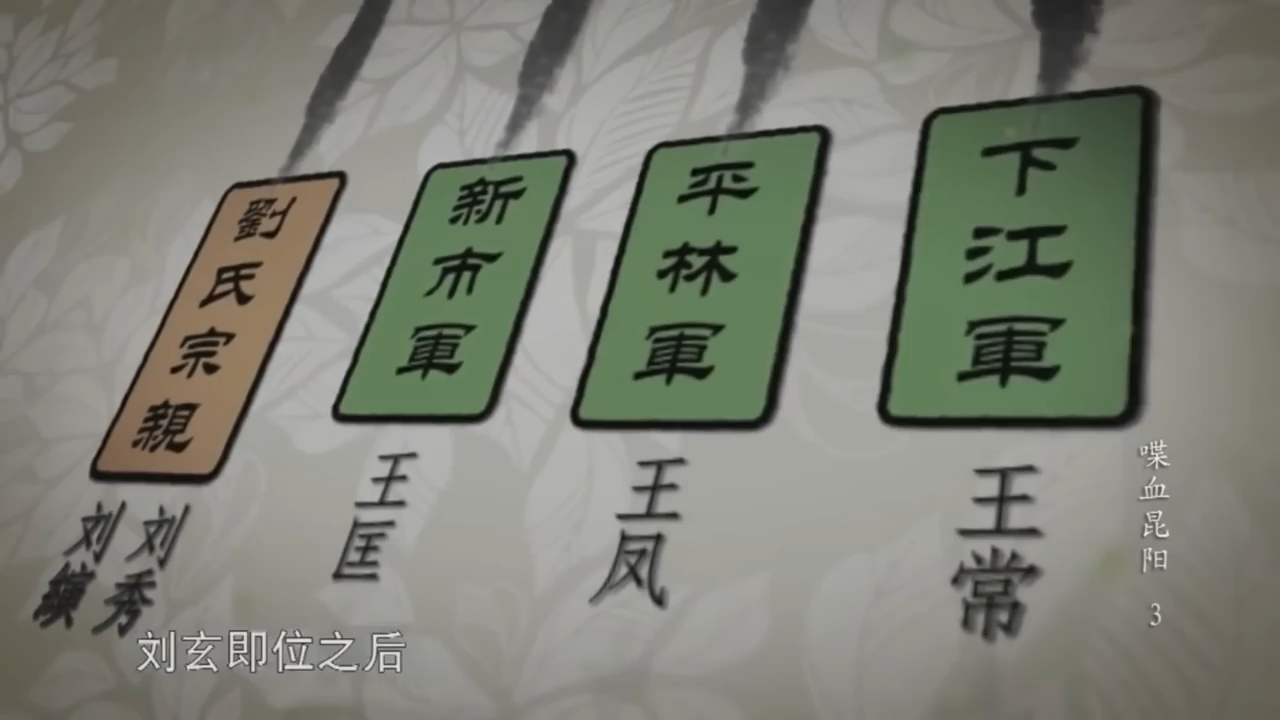 劉氏宗親
新市軍
平林軍
下江軍
刘縯
刘秀
王匡
王凤
王常
喋血昆阳 3
刘玄即位之后